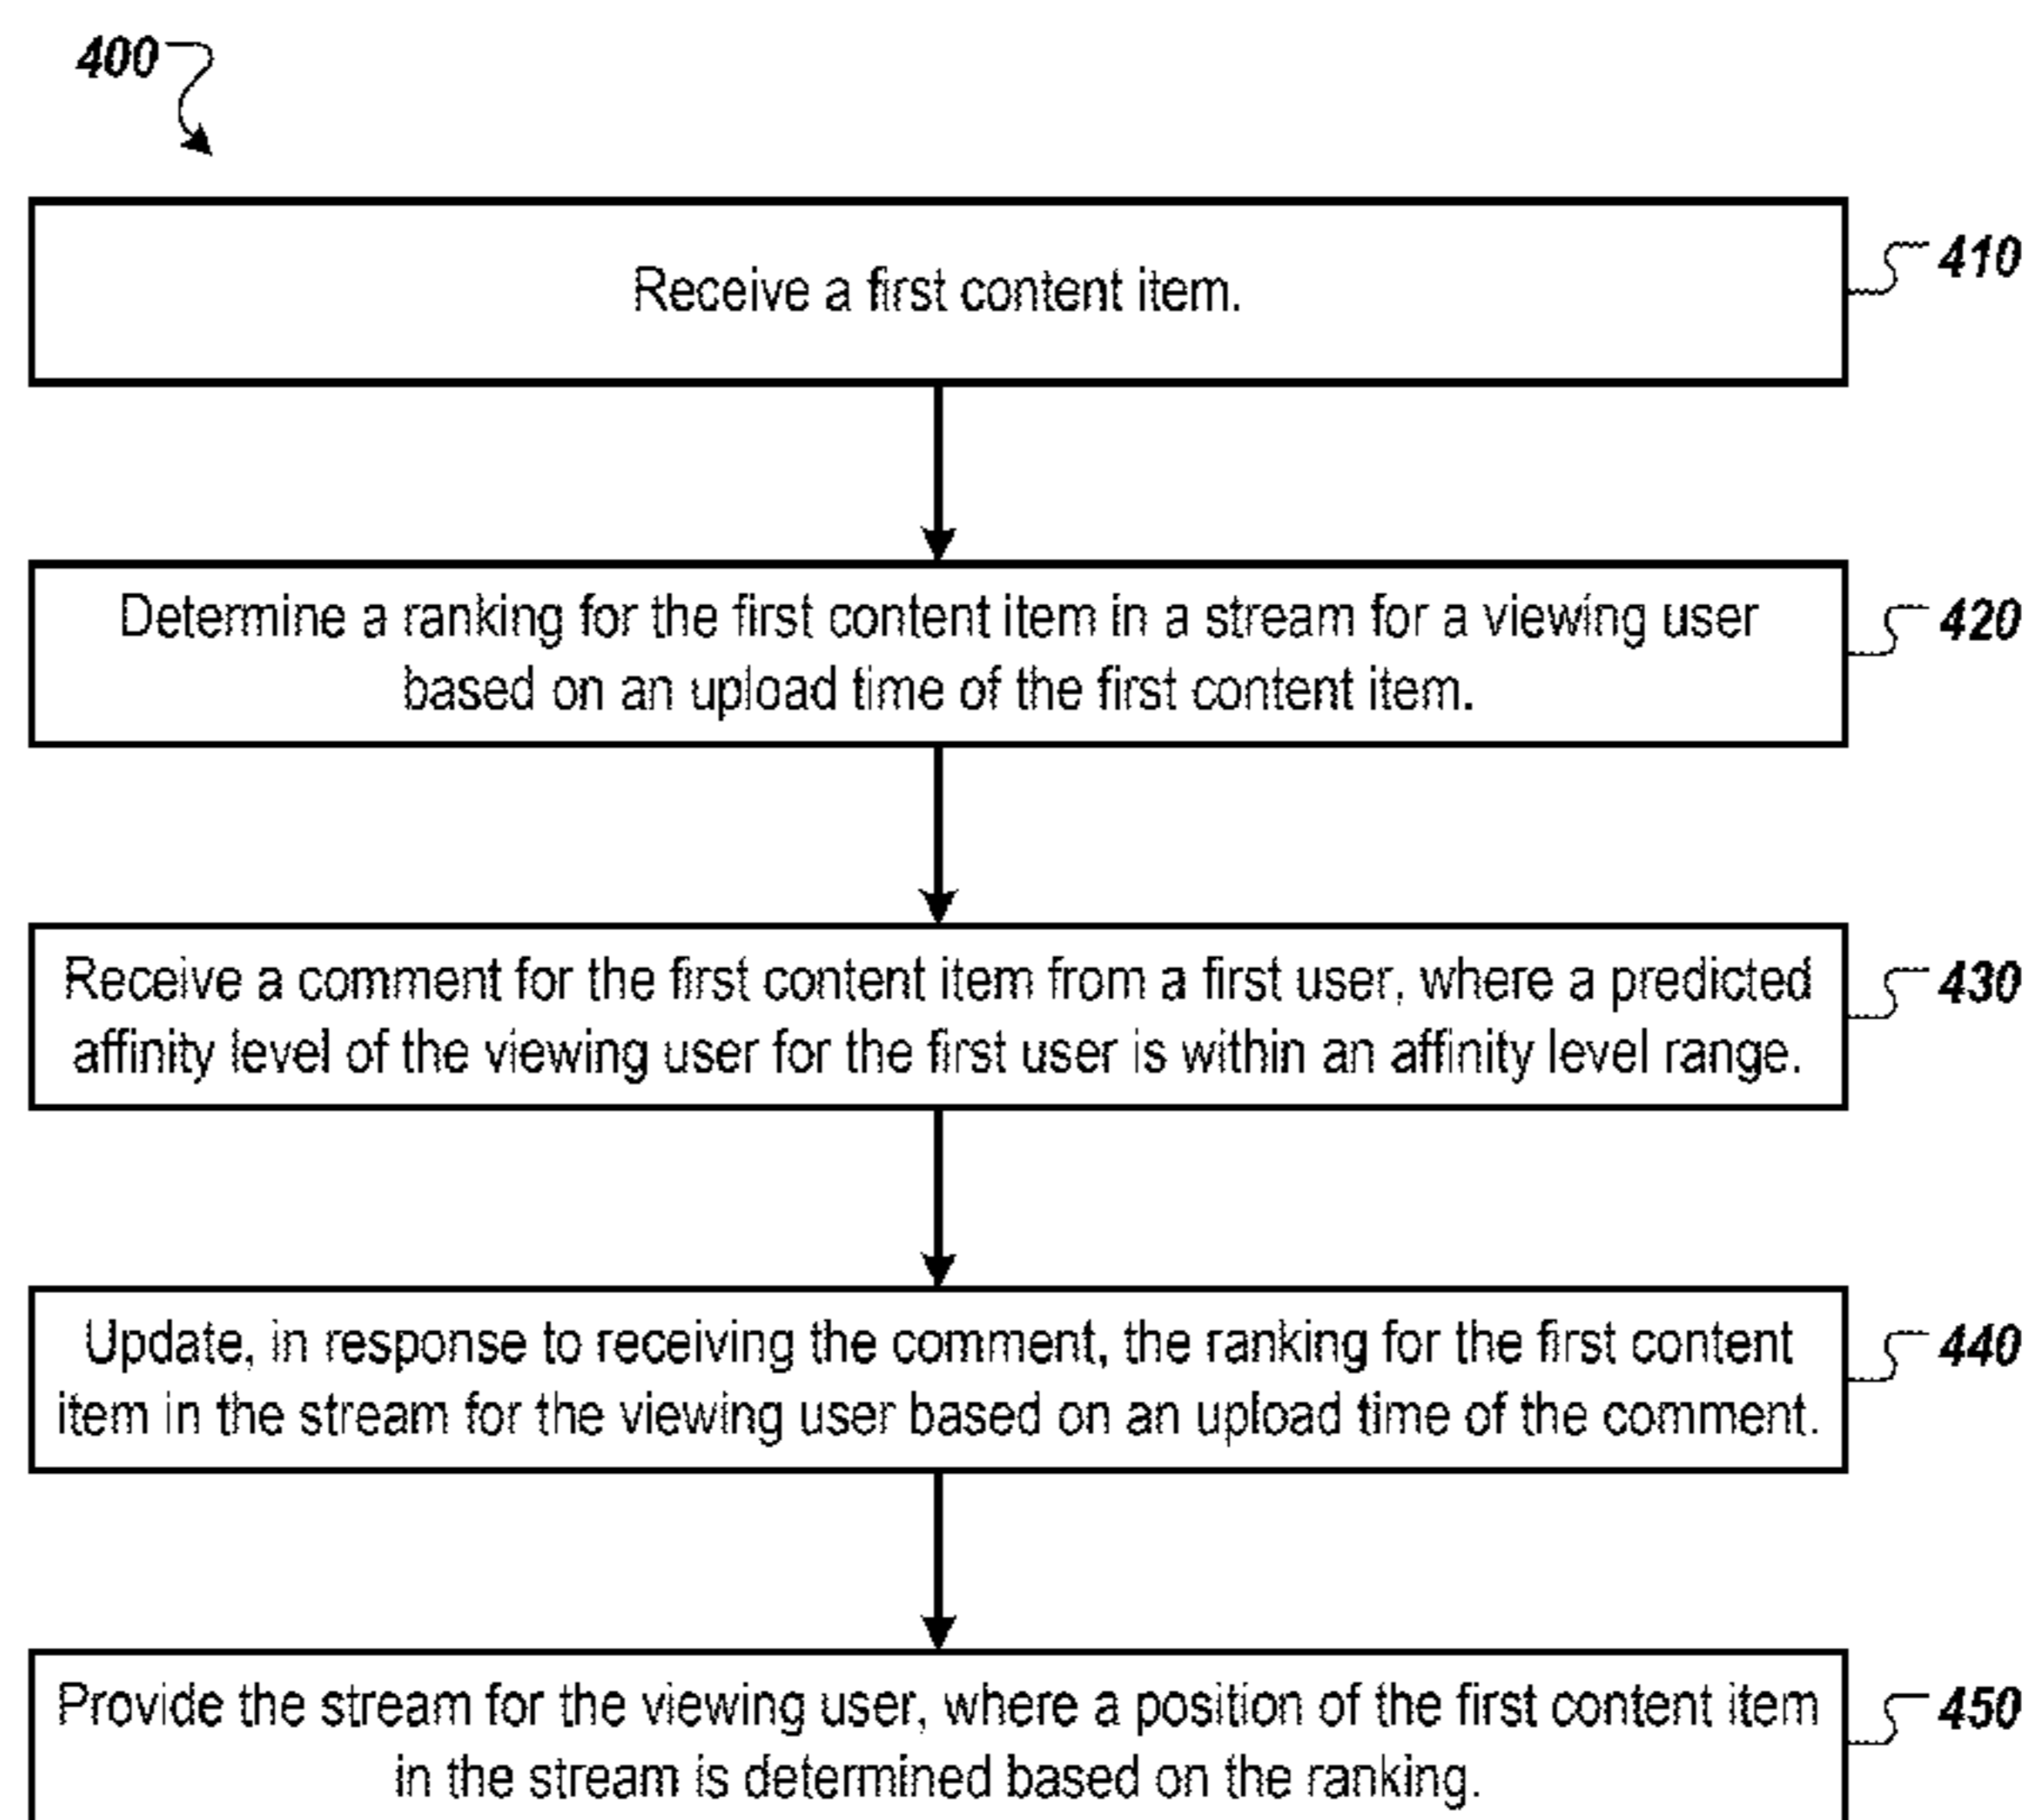 400
Receive a first content item.
410
Determine a ranking for the first content item in a stream for a viewing user
based on an upload time of the first content item.
420
Receive a comment for the first content item from a first user, where a predicted
affinity level of the viewing user for the first user is within an affinity level range.
430
Update, in response to receiving the comment, the ranking for the first content
item in the stream for the viewing user based on an upload time of the comment.
440
Provide the stream for the viewing user, where a position of the first content item
in the stream is determined based on the ranking.
450